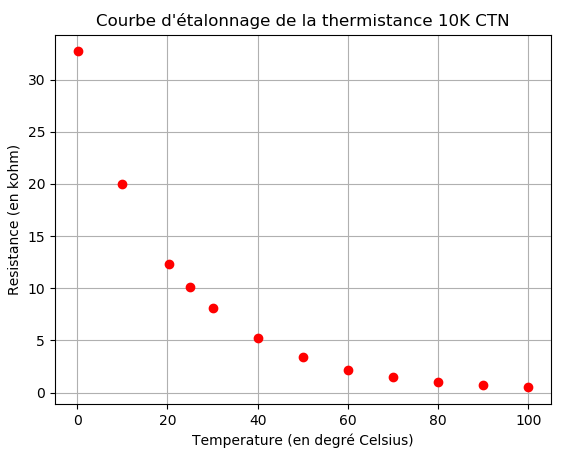 Courbe d'étalonnage de la thermistance 10K CTN
30
25
20
15
10
5
0
Resistance (en kohm)
0 20 40 60 80 100
Temperature (en degré Celsius)